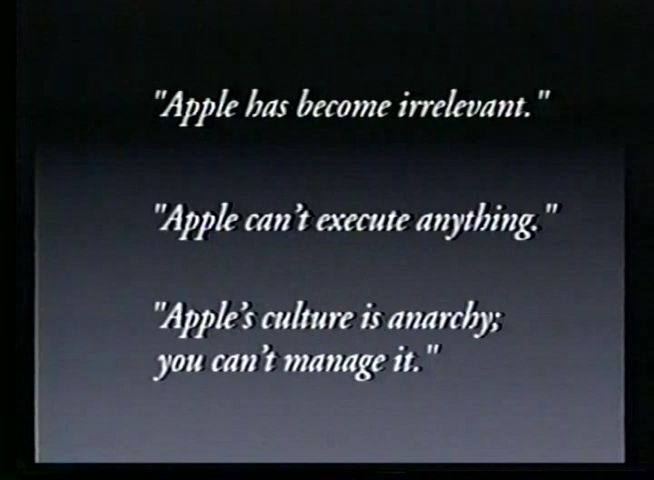 "Apple has become irrelevant."
"Apple can't execute anything."
"Apple's culture is anarchy;
you can't manage it."